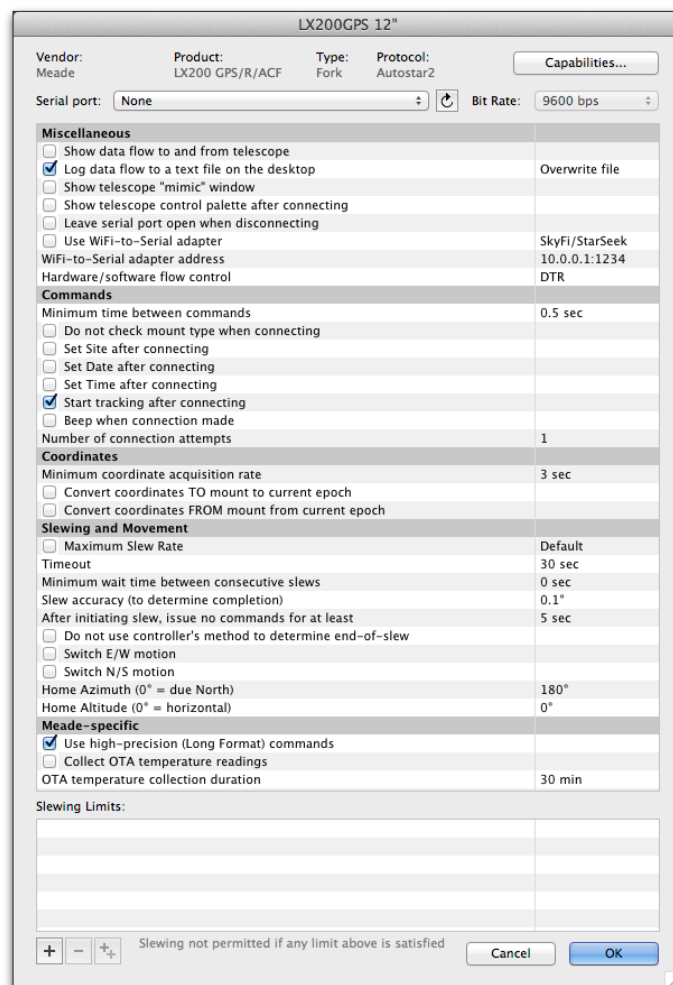 LX200GPS 12"
Vendor: Product: Type: Protocol:
Meade LX200 GPS/R/ACF Fork Autostar2
Capabilities...
Serial port: None Bit Rate: 9600 bps
Miscellaneous
Show data flow to and from telescope
Log data flow to a text file on the desktop Overwrite file
Show telescope "mimic" window
Show telescope control palette after connecting
Leave serial port open when disconnecting
Use WiFi-to-Serial adapter SkyFi/StarSeek
WiFi-to-Serial adapter address 10.0.0.1:1234
Hardware/software flow control DTR
Commands
Minimum time between commands 0.5 sec
Do not check mount type when connecting
Set Site after connecting
Set Date after connecting
Set Time after connecting
Start tracking after connecting
Beep when connection made
Number of connection attempts 1
Coordinates
Minimum coordinate acquisition rate 3 sec
Convert coordinates TO mount to current epoch
Convert coordinates FROM mount from current epoch
Slewing and Movement
Maximum Slew Rate Default
Timeout 30 sec
Minimum wait time between consecutive slews 0 sec
Slew accuracy (to determine completion) 0.1°
After initiating slew, issue no commands for at least 5 sec
Do not use controller's method to determine end-of-slew
Switch E/W motion
Switch N/S motion
Home Azimuth (0° = due North) 180°
Home Altitude (0° = horizontal) 0°
Meade-specific
Use high-precision (Long Format) commands
Collect OTA temperature readings
OTA temperature collection duration 30 min
Slewing Limits:
Slewing not permitted if any limit above is satisfied
Cancel OK